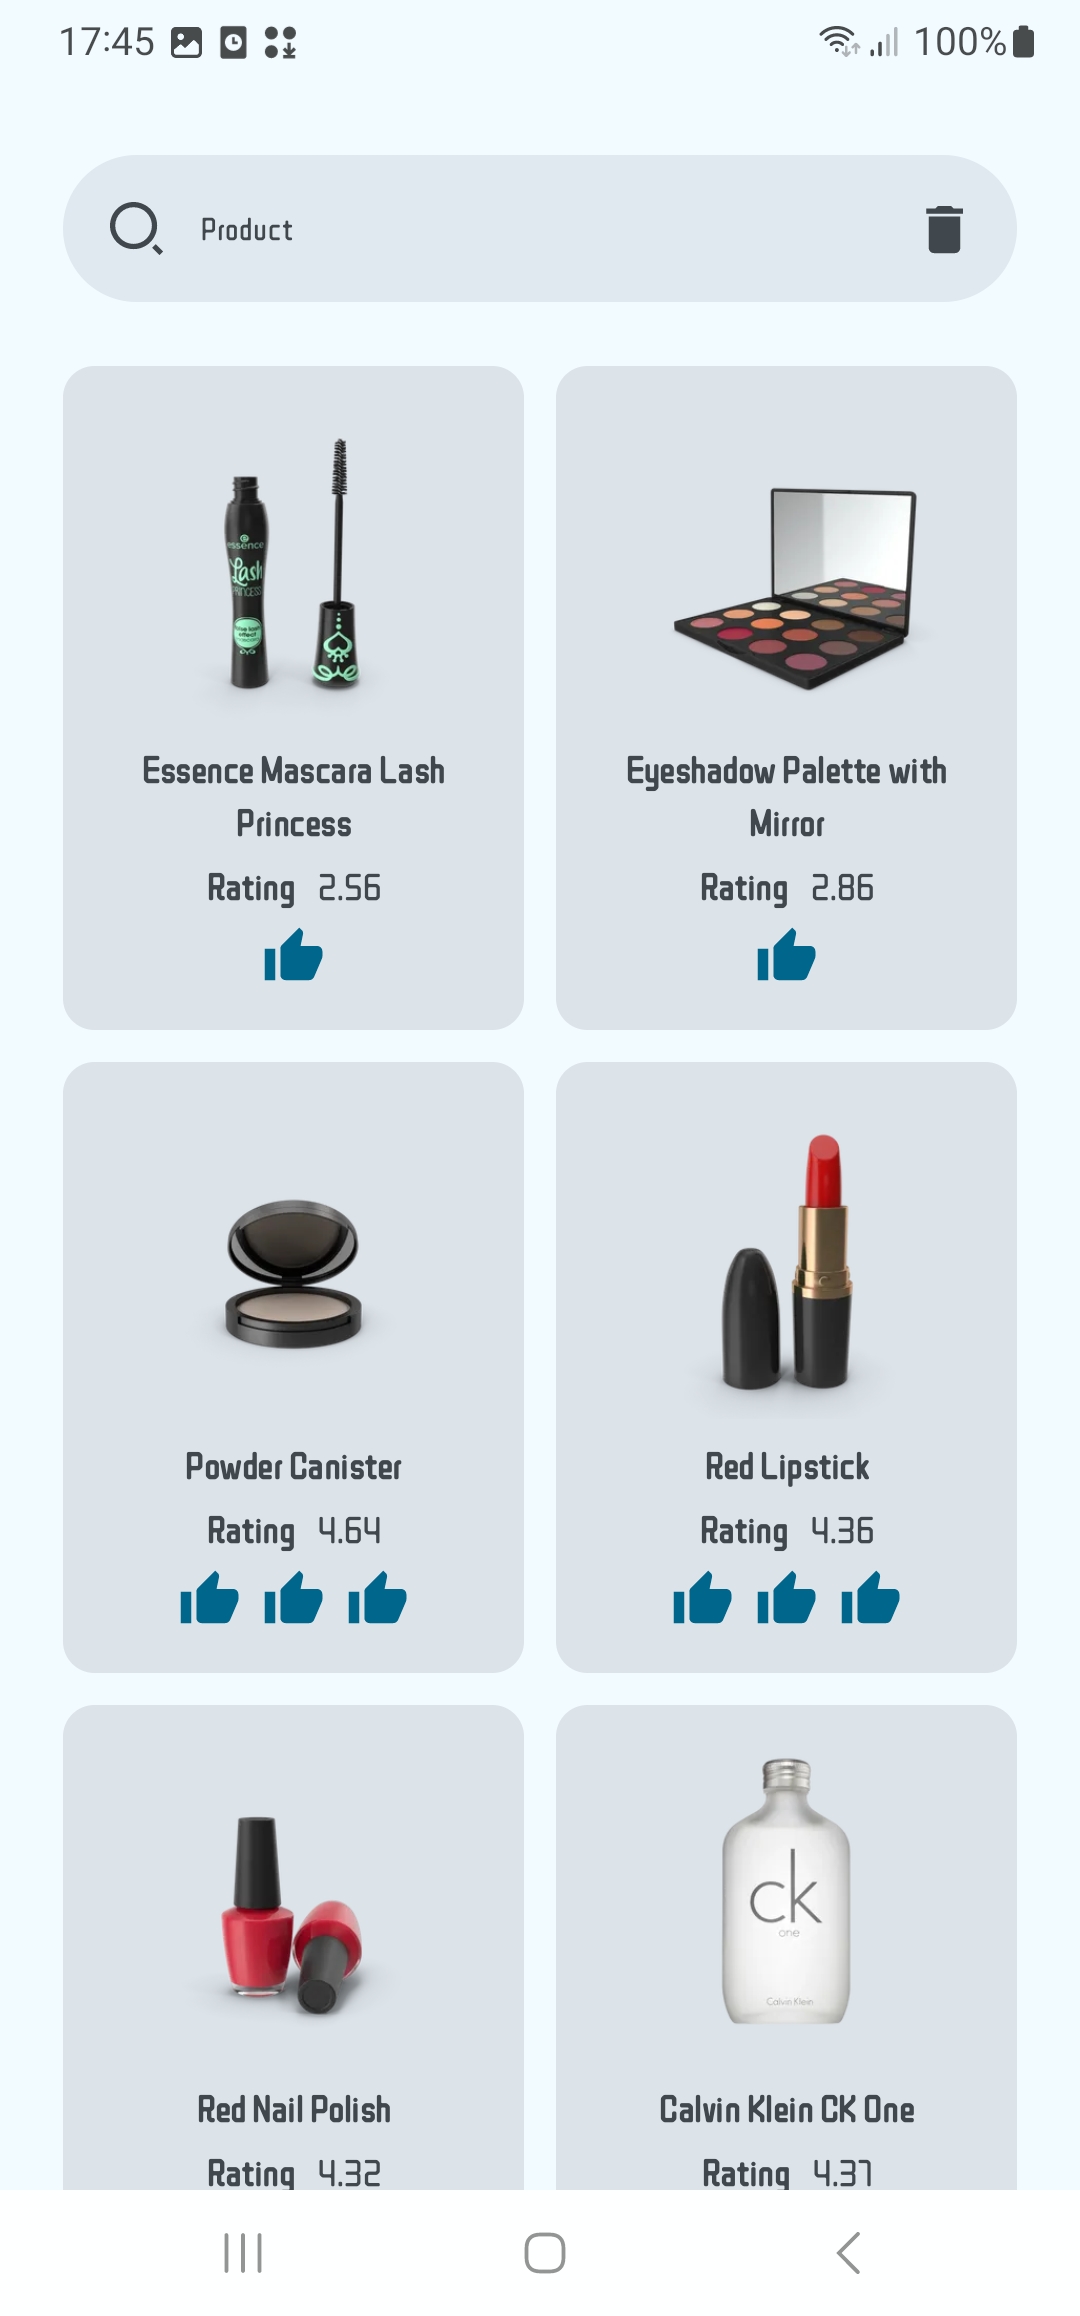 17:45
100%
Product
essence
Lash
PRINCESS
effect
Essence Mascara Lash
Princess
Rating 2.56
Eyeshadow Palette with
Mirror
Rating 2.86
Powder Canister
Rating 4.64
Red Lipstick
Rating 4.36
Red Nail Polish
Rating 4.32
ck
one
Calvin Klein
Calvin Klein CK One
Rating 4.37